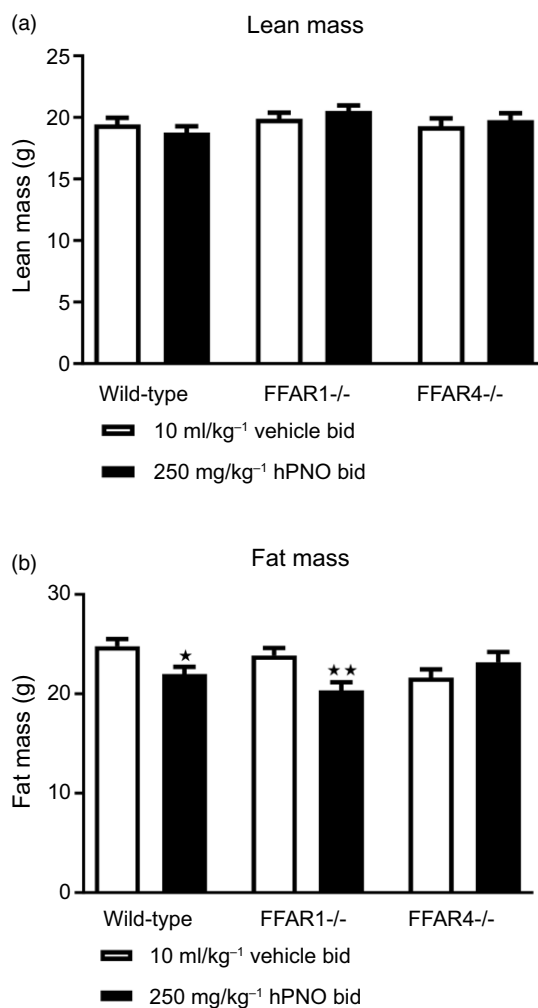 (a)
Lean mass
25
20
15
10
5
0
Lean mass (g)
Wild-type FFAR1-/- FFAR4-/-
10 ml/kg⁻¹ vehicle bid
250 mg/kg⁻¹ hPNO bid
(b)
Fat mass
30
20
10
0
Fat mass (g)
★
★★
Wild-type FFAR1-/- FFAR4-/-
10 ml/kg⁻¹ vehicle bid
250 mg/kg⁻¹ hPNO bid